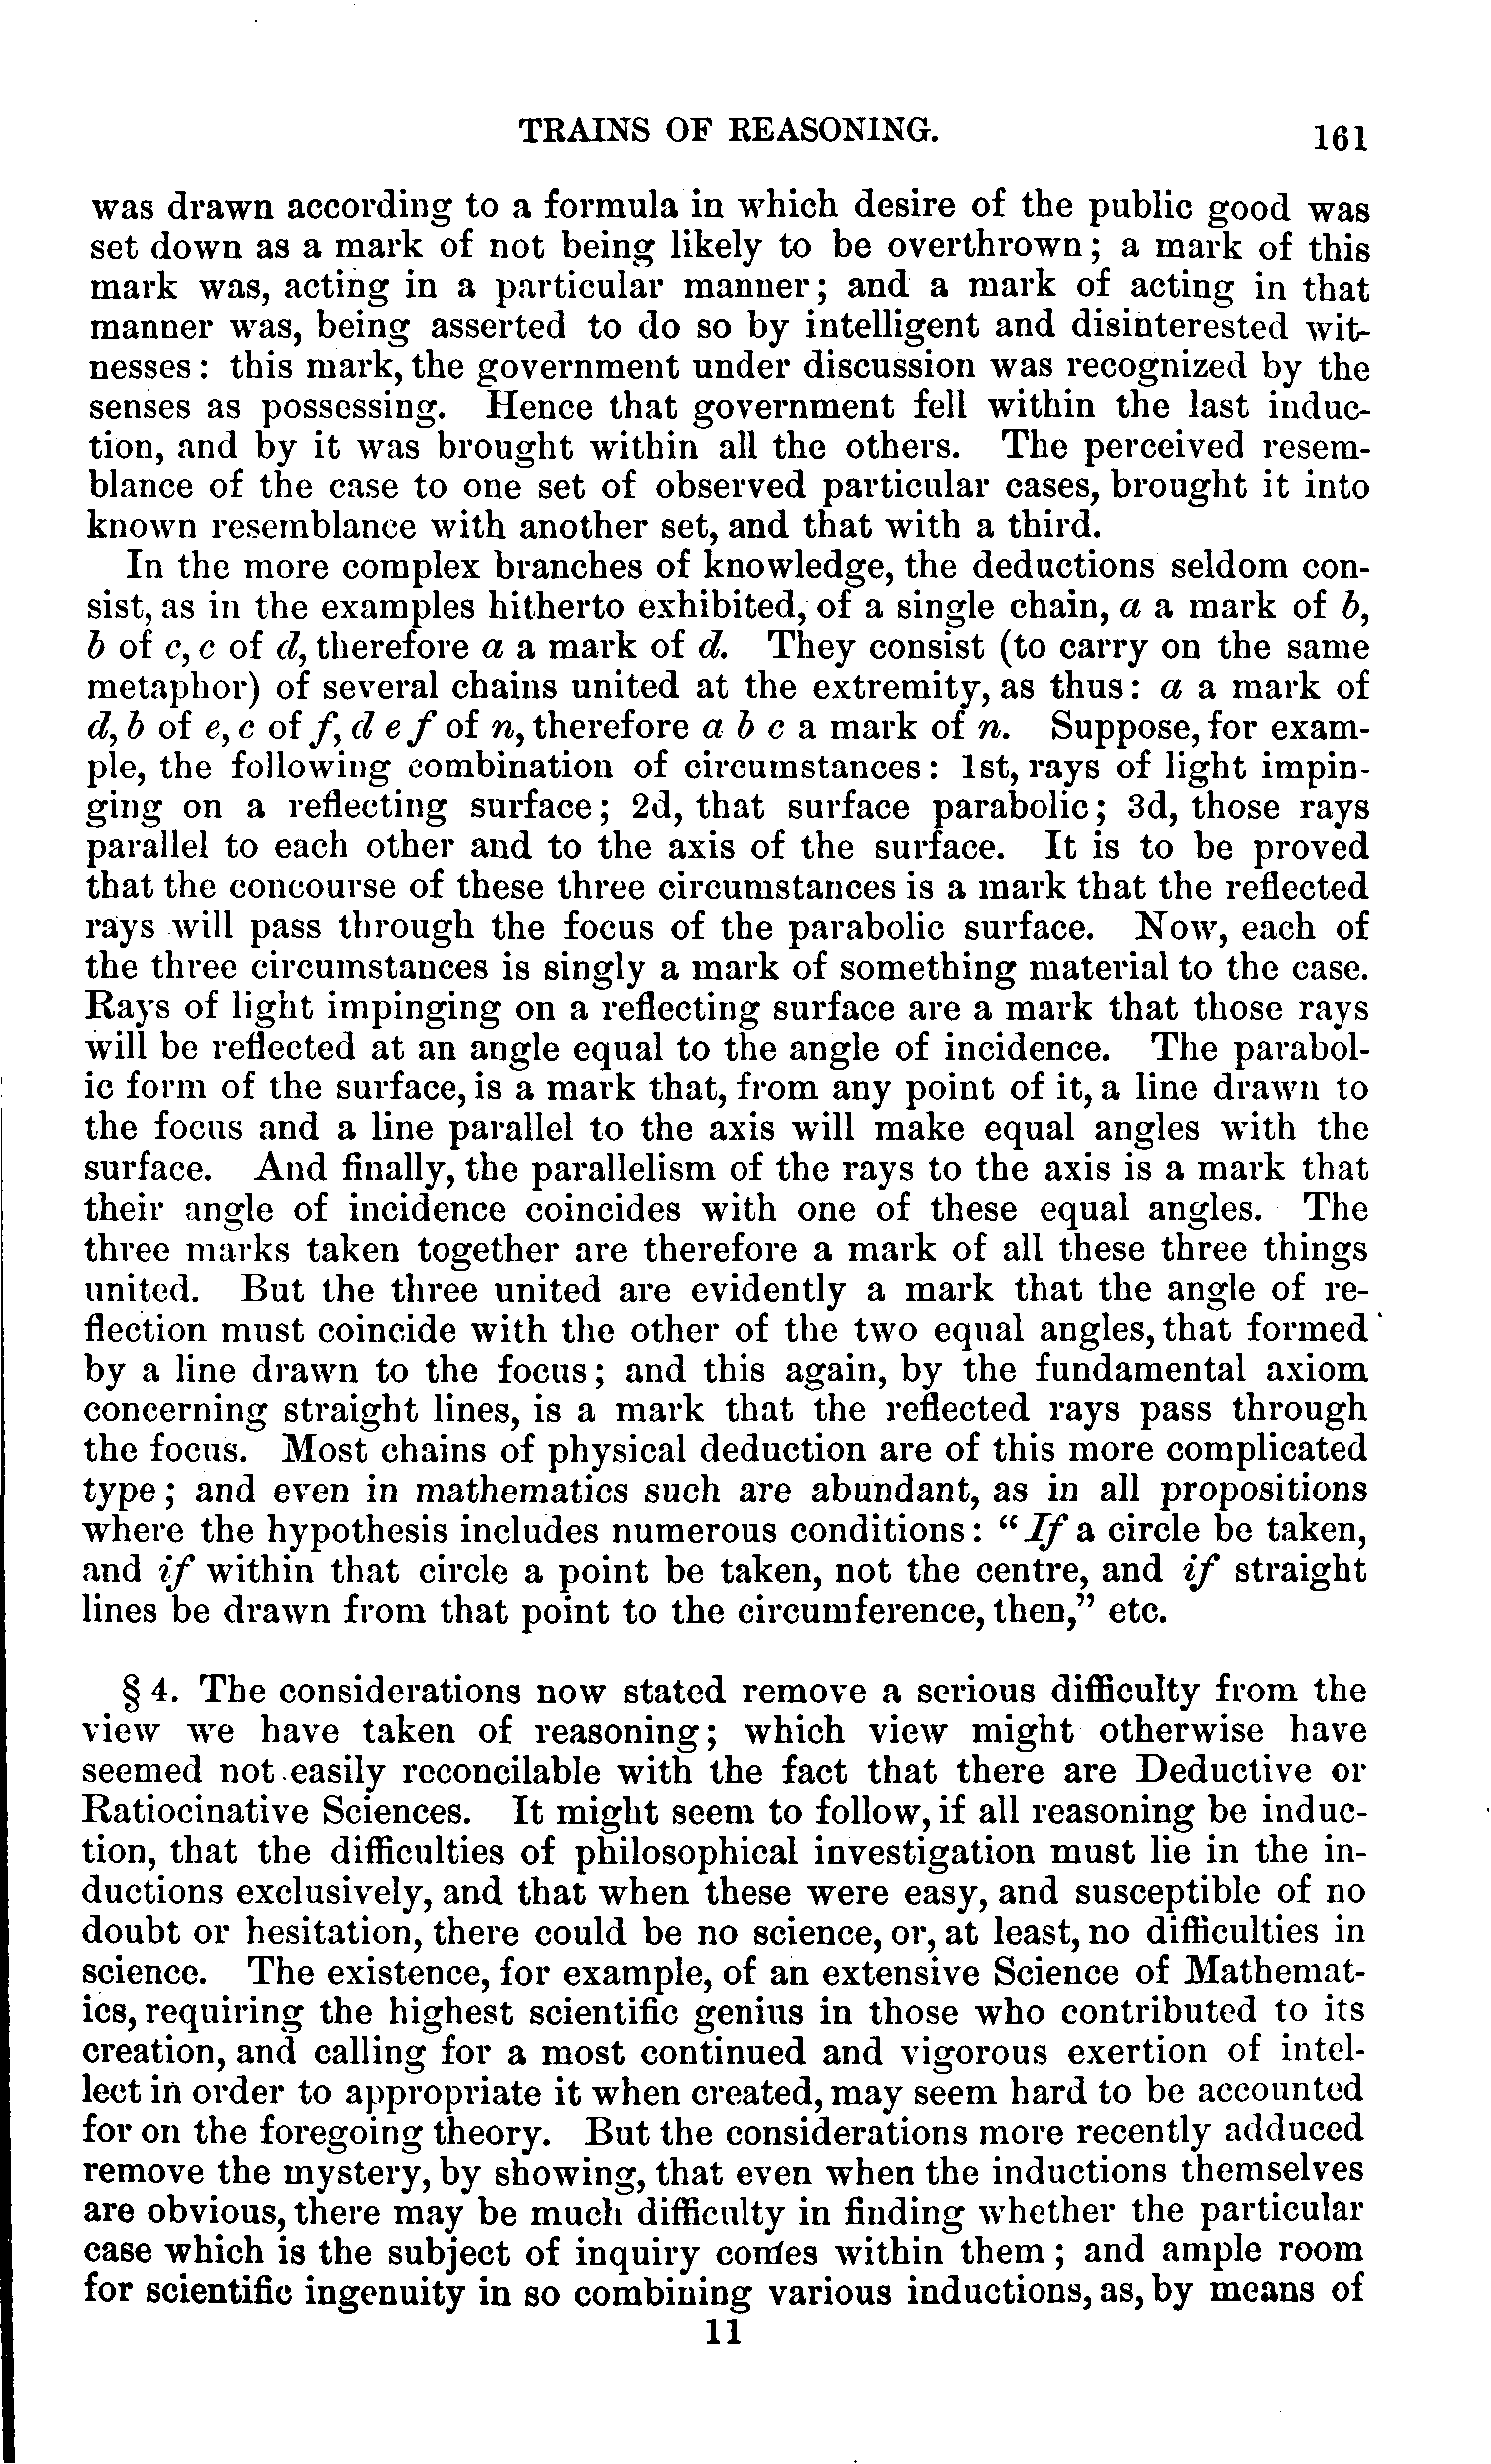 TRAINS OF REASONING.
161
was drawn according to a formula in which desire of the public good was
set down as a mark of not being likely to be overthrown; a mark of this
mark was, acting in a particular manner; and a mark of acting in that
manner was, being asserted to do so by intelligent and disinterested wit-
nesses: this mark, the government under discussion was recognized by the
senses as possessing. Hence that government fell within the last induc-
tion, and by it was brought within all the others. The perceived resem-
blance of the case to one set of observed particular cases, brought it into
known resemblance with another set, and that with a third.
In the more complex branches of knowledge, the deductions seldom con-
sist, as in the examples hitherto exhibited, of a single chain, a a mark of b,
b of c, c of d, therefore a a mark of d. They consist (to carry on the same
metaphor) of several chains united at the extremity, as thus: a a mark of
d, b of e, c of f, d e f of n, therefore a b c a mark of n. Suppose, for exam-
ple, the following combination of circumstances: 1st, rays of light impin-
ging on a reflecting surface; 2d, that surface parabolic; 3d, those rays
parallel to each other and to the axis of the surface. It is to be proved
that the concourse of these three circumstances is a mark that the reflected
rays will pass through the focus of the parabolic surface. Now, each of
the three circumstances is singly a mark of something material to the case.
Rays of light impinging on a reflecting surface are a mark that those rays
will be reflected at an angle equal to the angle of incidence. The parabol-
ic form of the surface, is a mark that, from any point of it, a line drawn to
the focus and a line parallel to the axis will make equal angles with the
surface. And finally, the parallelism of the rays to the axis is a mark that
their angle of incidence coincides with one of these equal angles. The
three marks taken together are therefore a mark of all these three things
united. But the three united are evidently a mark that the angle of re-
flection must coincide with the other of the two equal angles, that formed
by a line drawn to the focus; and this again, by the fundamental axiom
concerning straight lines, is a mark that the reflected rays pass through
the focus. Most chains of physical deduction are of this more complicated
type; and even in mathematics such are abundant, as in all propositions
where the hypothesis includes numerous conditions: “If a circle be taken,
and if within that circle a point be taken, not the centre, and if straight
lines be drawn from that point to the circumference, then,” etc.
§ 4. The considerations now stated remove a serious difficulty from the
view we have taken of reasoning; which view might otherwise have
seemed not easily reconcilable with the fact that there are Deductive or
Ratiocinative Sciences. It might seem to follow, if all reasoning be induc-
tion, that the difficulties of philosophical investigation must lie in the in-
ductions exclusively, and that when these were easy, and susceptible of no
doubt or hesitation, there could be no science, or, at least, no difficulties in
science. The existence, for example, of an extensive Science of Mathemat-
ics, requiring the highest scientific genius in those who contributed to its
creation, and calling for a most continued and vigorous exertion of intel-
lect in order to appropriate it when created, may seem hard to be accounted
for on the foregoing theory. But the considerations more recently adduced
remove the mystery, by showing, that even when the inductions themselves
are obvious, there may be much difficulty in finding whether the particular
case which is the subject of inquiry comes within them; and ample room
for scientific ingenuity in so combining various inductions, as, by means of
11